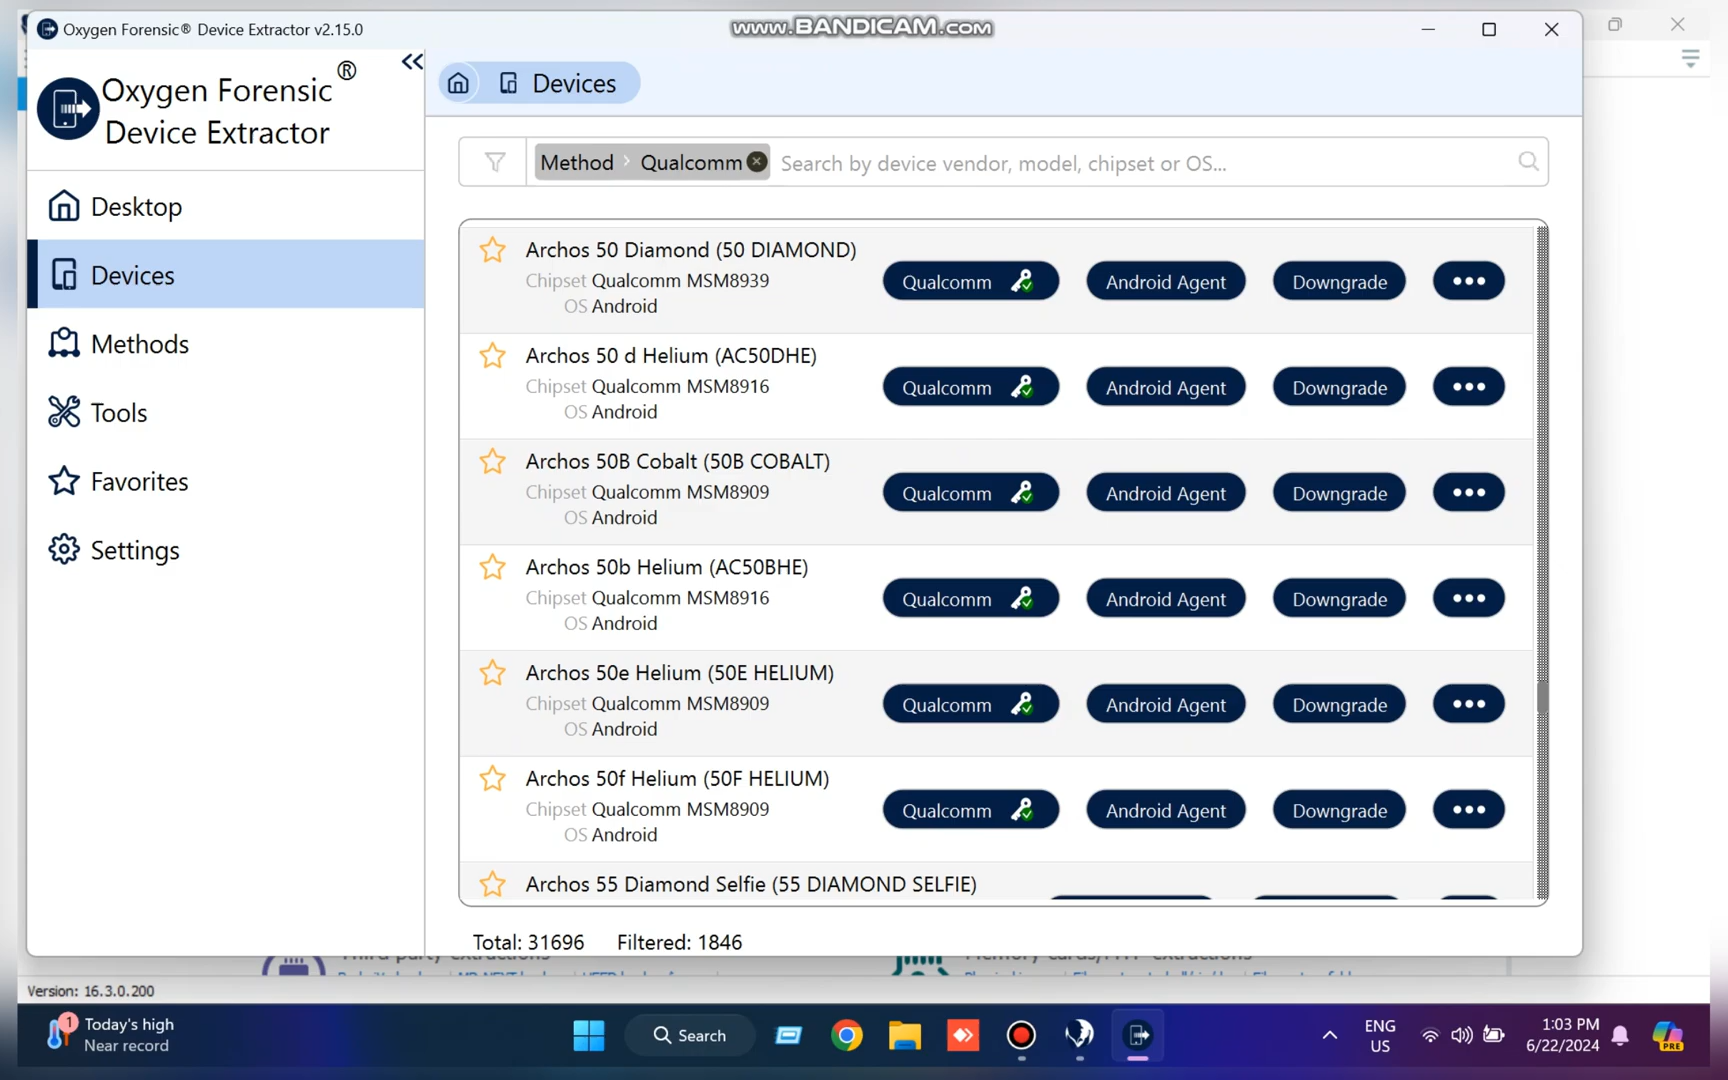 Oxygen Forensic® Device Extractor v2.15.0
www.BANDICAM.com
Oxygen Forensic®
Device Extractor
Devices
Method > Qualcomm Search by device vendor, model, chipset or OS...
Desktop
Devices
Methods
Tools
Favorites
Settings
Archos 50 Diamond (50 DIAMOND)
Chipset Qualcomm MSM8939
OS Android
Qualcomm Android Agent Downgrade
Archos 50 d Helium (AC50DHE)
Chipset Qualcomm MSM8916
OS Android
Qualcomm Android Agent Downgrade
Archos 50B Cobalt (50B COBALT)
Chipset Qualcomm MSM8909
OS Android
Qualcomm Android Agent Downgrade
Archos 50b Helium (AC50BHE)
Chipset Qualcomm MSM8916
OS Android
Qualcomm Android Agent Downgrade
Archos 50e Helium (50E HELIUM)
Chipset Qualcomm MSM8909
OS Android
Qualcomm Android Agent Downgrade
Archos 50f Helium (50F HELIUM)
Chipset Qualcomm MSM8909
OS Android
Qualcomm Android Agent Downgrade
Archos 55 Diamond Selfie (55 DIAMOND SELFIE)
Total: 31696 Filtered: 1846
Version: 16.3.0.200
1
Today's high
Near record
Search
ENG
US
1:03 PM
6/22/2024
PRE